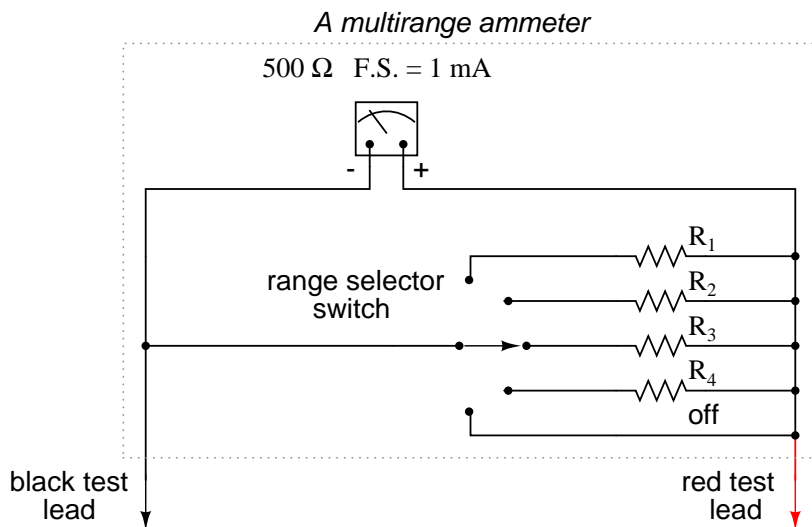 A multirange ammeter
500 Ω F.S. = 1 mA
- +
R1
range selector
switch
R2
R3
R4
off
black test
lead
red test
lead